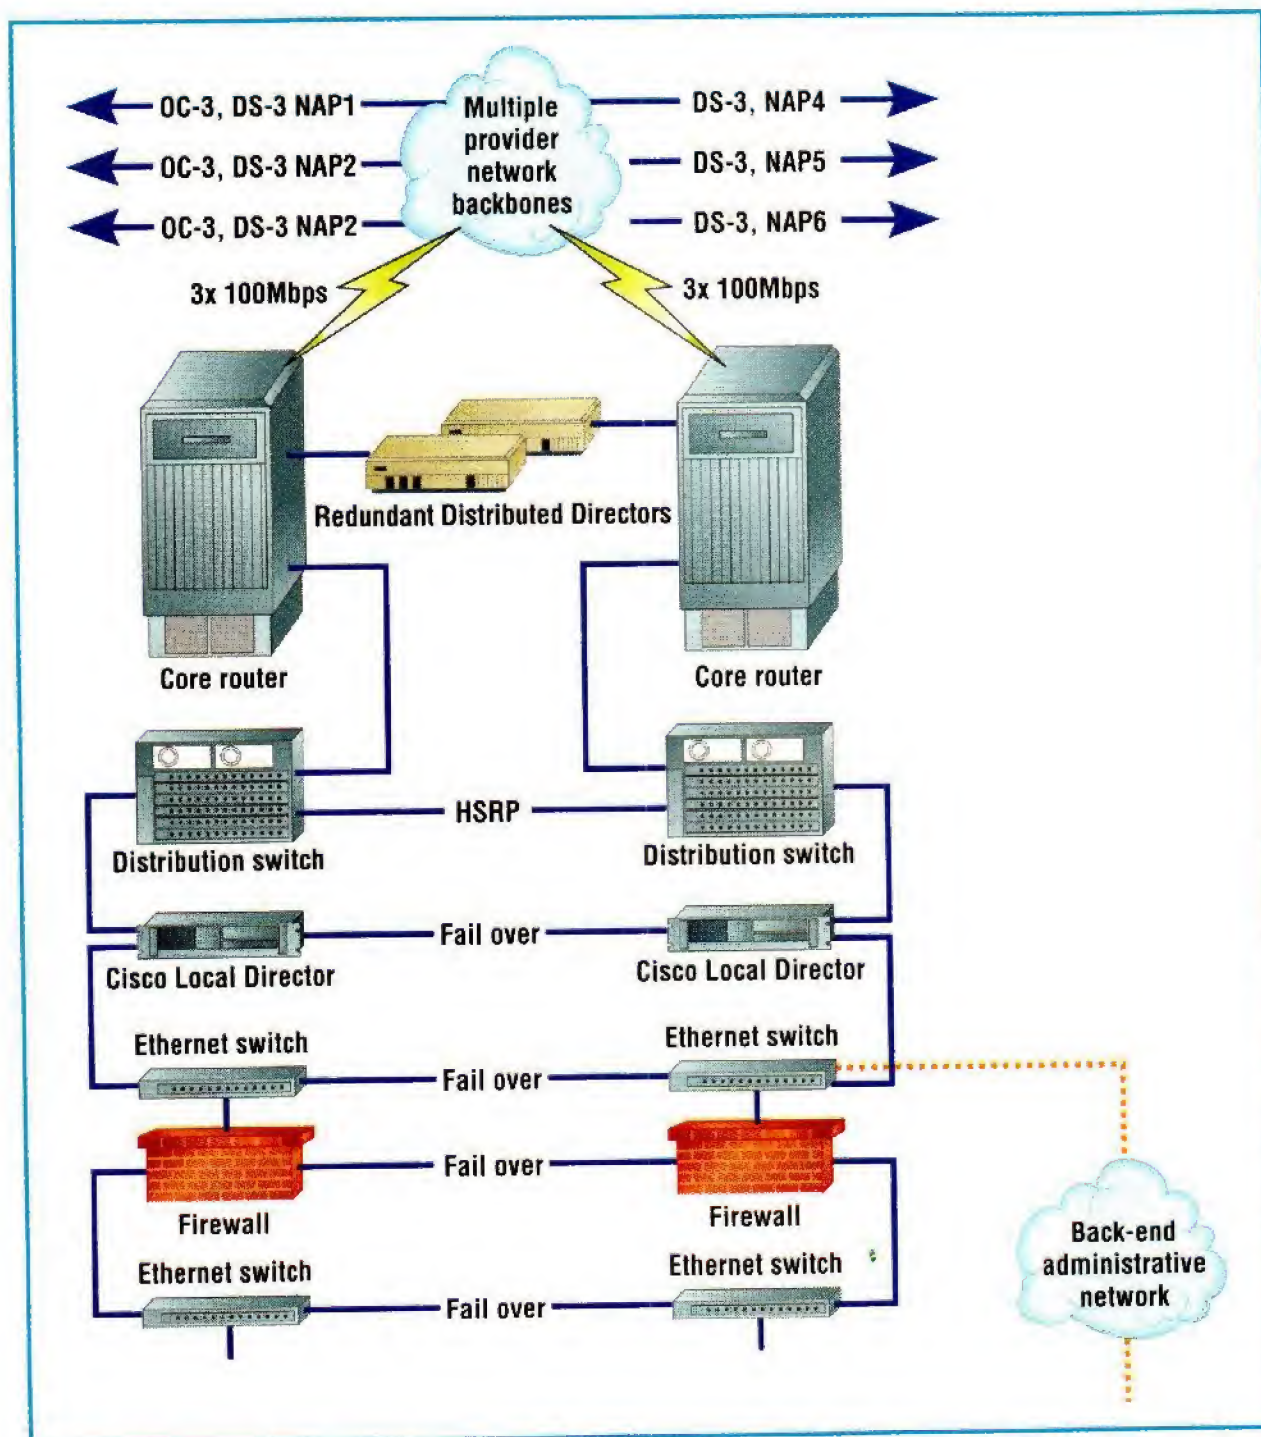 OC-3, DS-3 NAP1
Multiple
provider
network
backbones
DS-3, NAP4
OC-3, DS-3 NAP2
DS-3, NAP5
OC-3, DS-3 NAP2
DS-3, NAP6
3x 100Mbps
3x 100Mbps
Redundant Distributed Directors
Core router
Core router
HSRP
Distribution switch
Distribution switch
Fail over
Cisco Local Director
Cisco Local Director
Ethernet switch
Ethernet switch
Fail over
Fail over
Firewall
Firewall
Back-end
administrative
network
Ethernet switch
Ethernet switch
Fail over